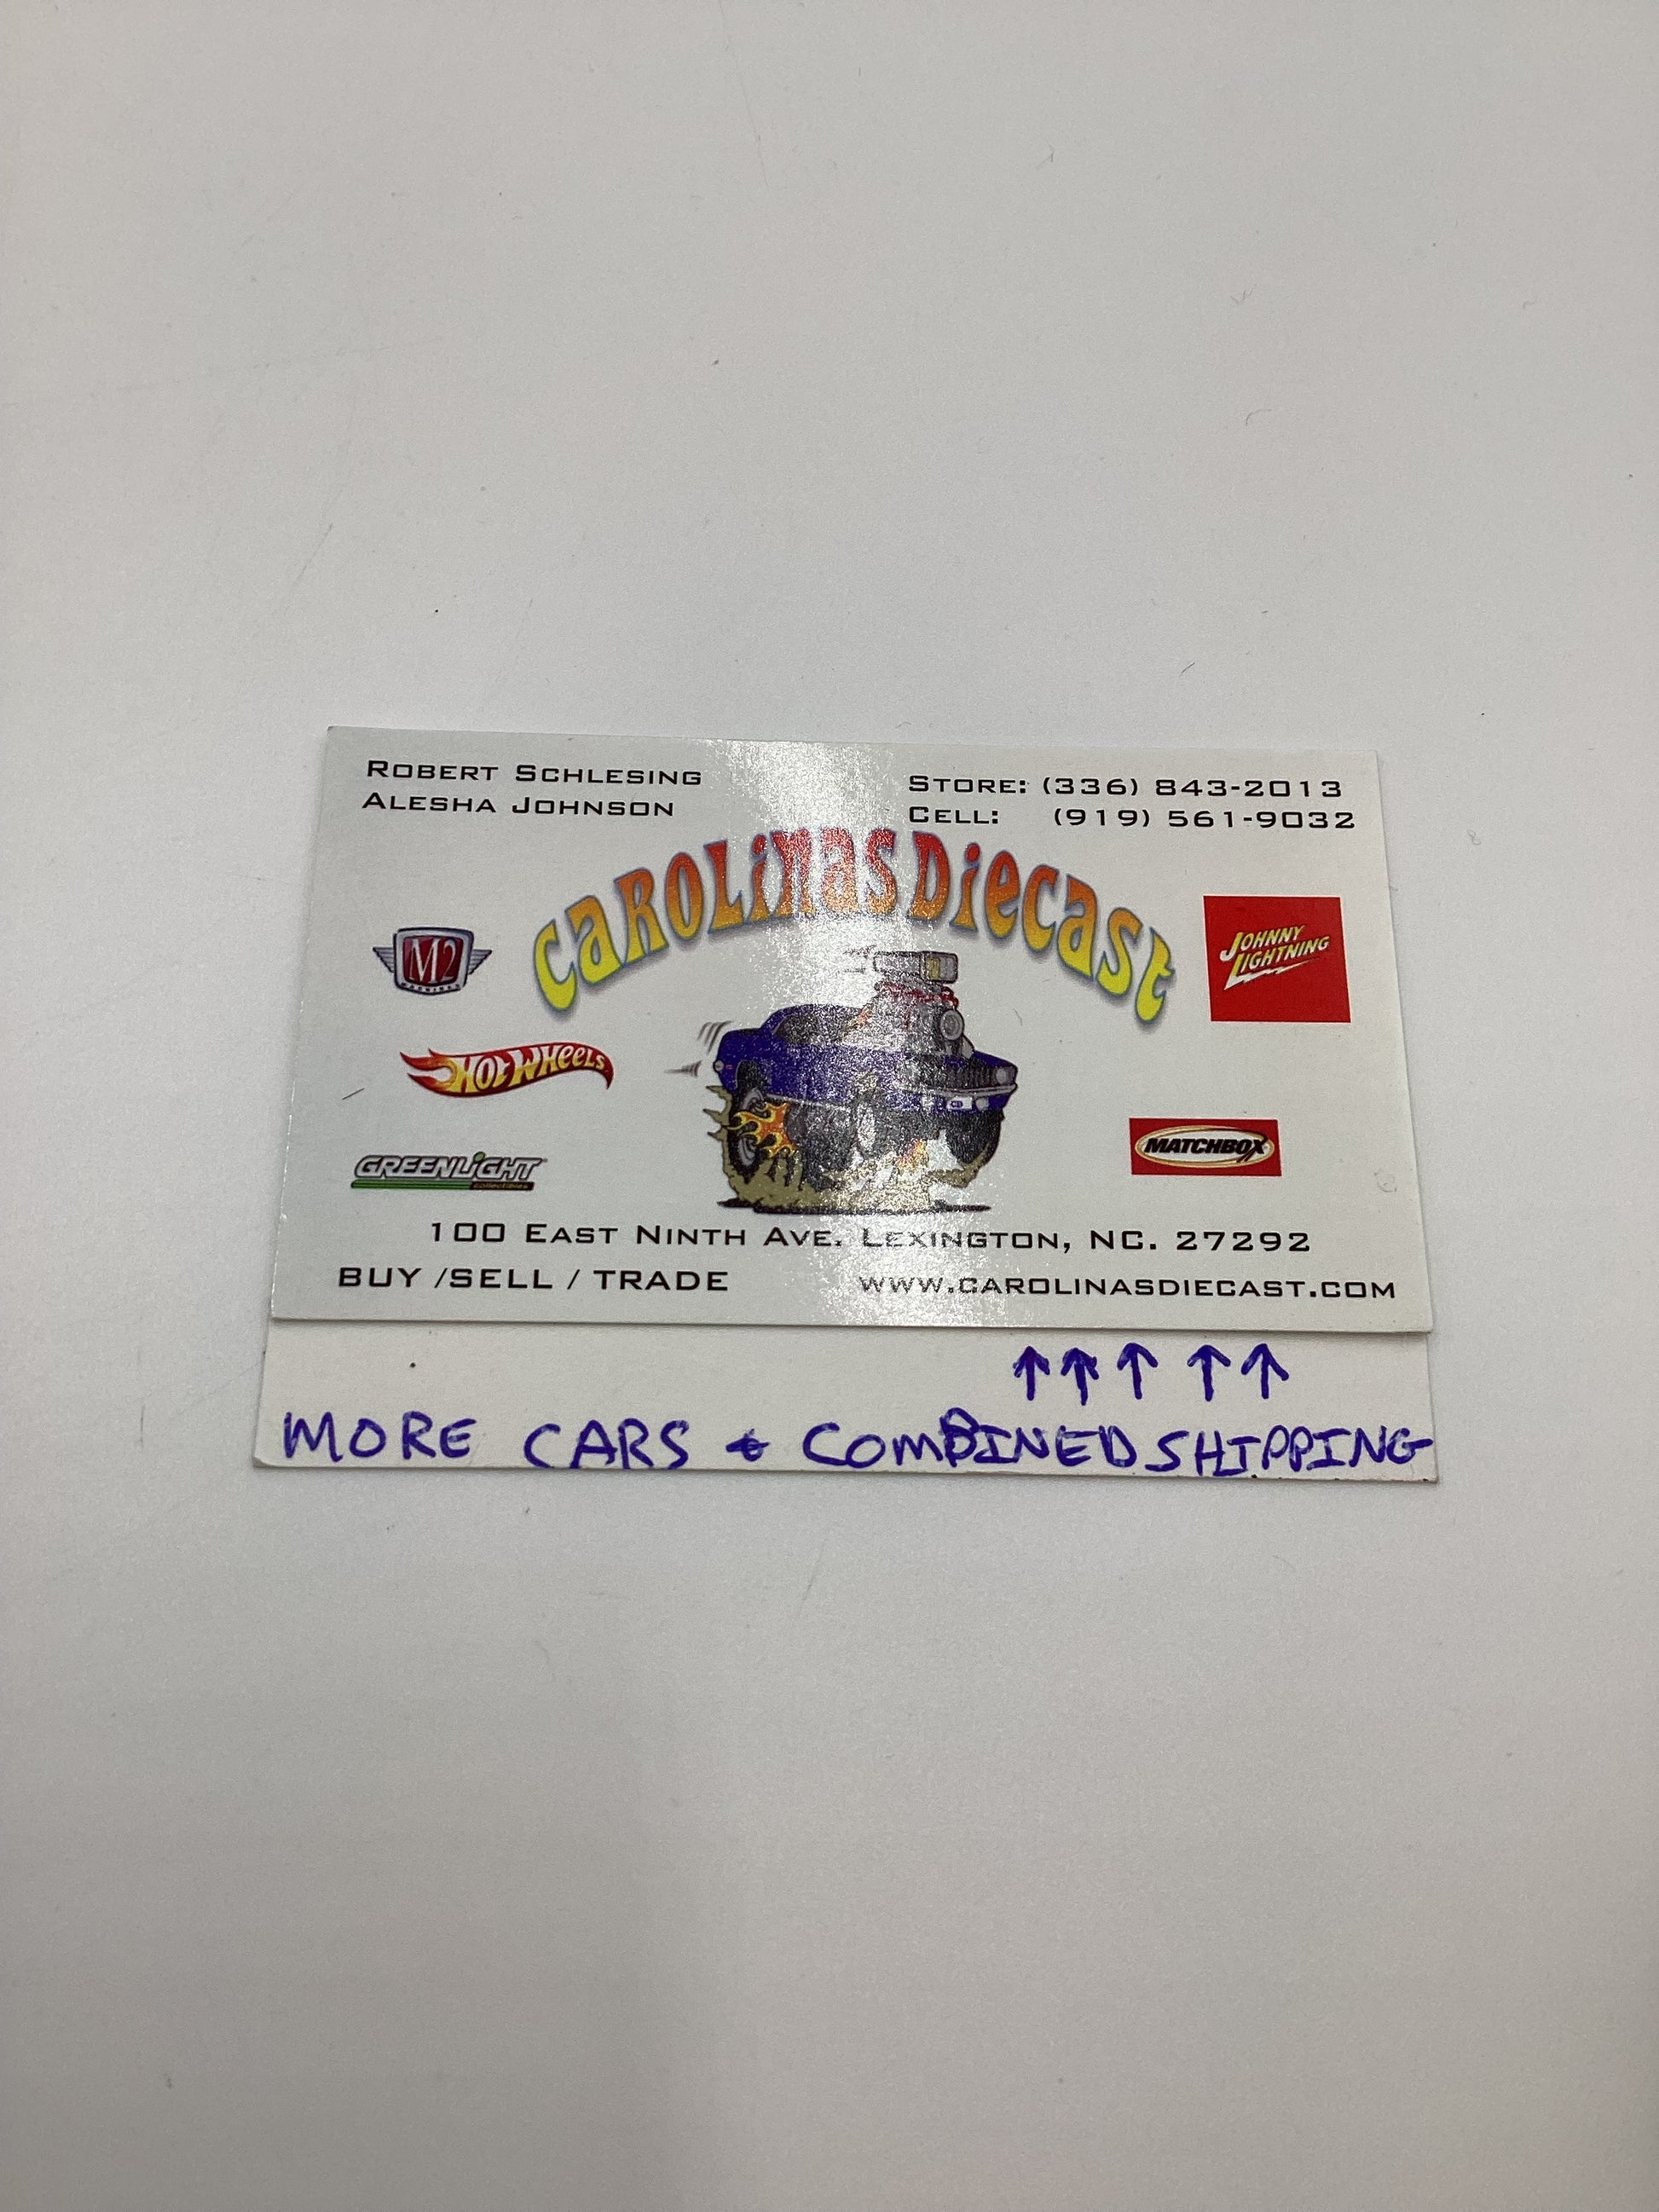 ROBERT SCHLESING
ALESHA JOHNSON
STORE: (336) 843-2013
CELL: (919) 561-9032
CAROLINAS DIECAST
M2
MACHINES
JOHNNY
LIGHTNING
HOT WHEELS
MATCHBOX
GREENLIGHT
COLLECTIBLES
100 EAST NINTH AVE. LEXINGTON, NC. 27292
BUY /SELL / TRADE
WWW.CAROLINASDIECAST.COM
↑ ↑ ↑ ↑ ↑
MORE CARS & COMBINED SHIPPING